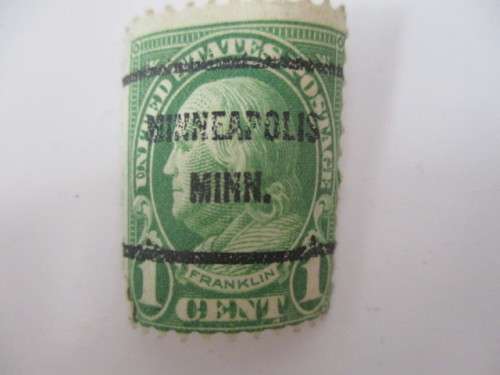 UNITED STATES POSTAGE
MINNEAPOLIS
MINN.
FRANKLIN
1 CENT 1